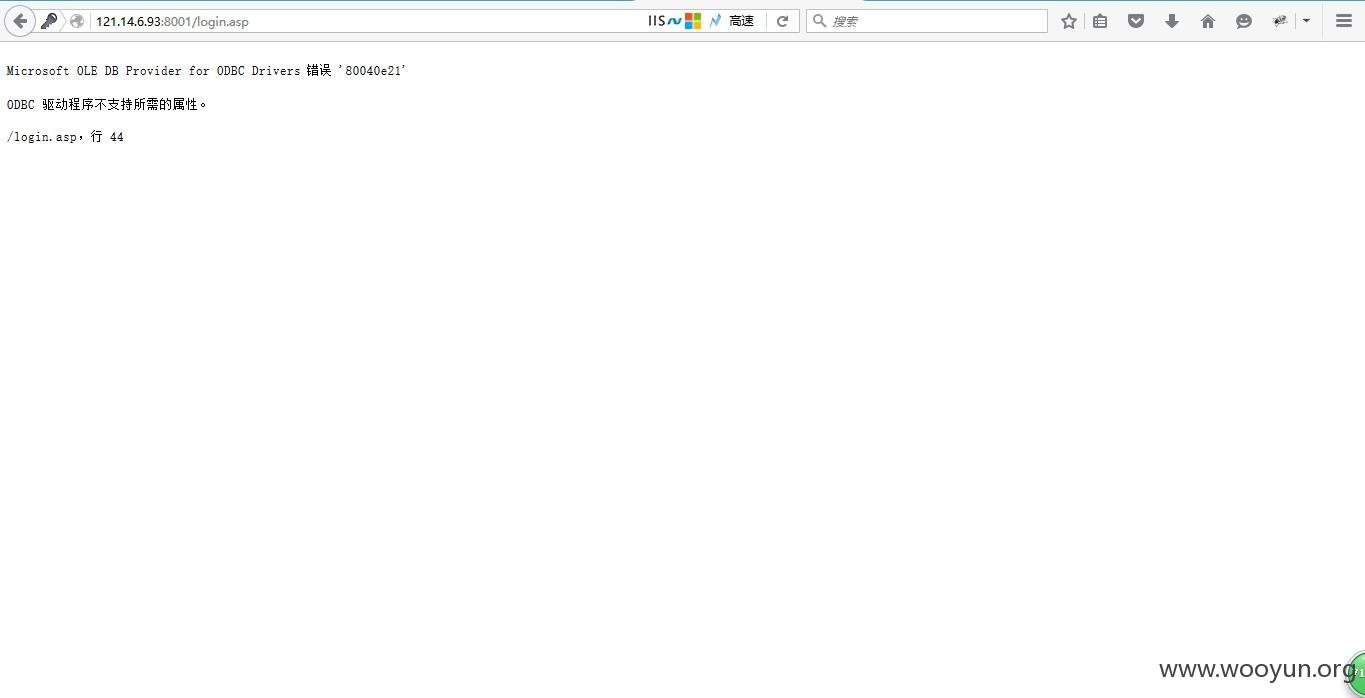 121.14.6.93:8001/login.asp
IIS
高速
搜索
Microsoft OLE DB Provider for ODBC Drivers 错误 '80040e21'
ODBC 驱动程序不支持所需的属性。
/login.asp，行 44
www.wooyun.org